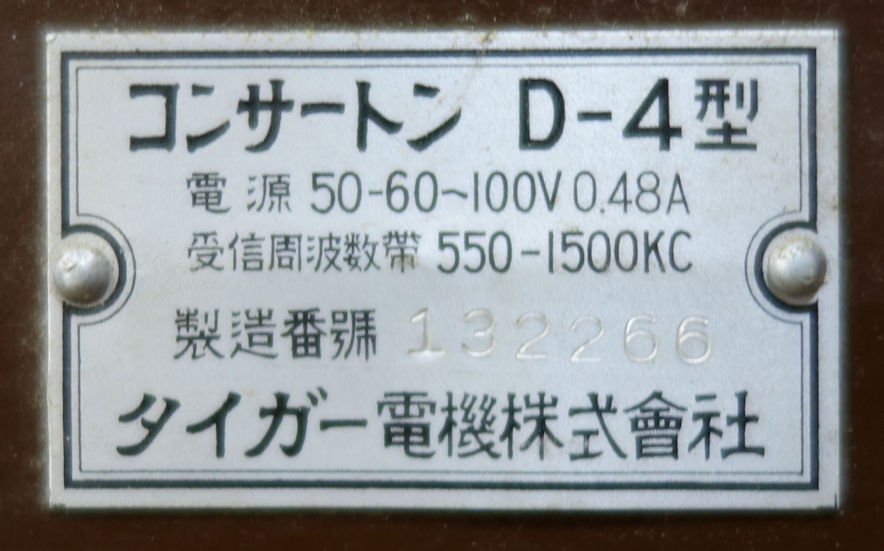 コンサートン D-4型
電源 50-60~100V 0.48A
受信周波数帯 550-1500KC
製造番號 132266
タイガー電機株式會社